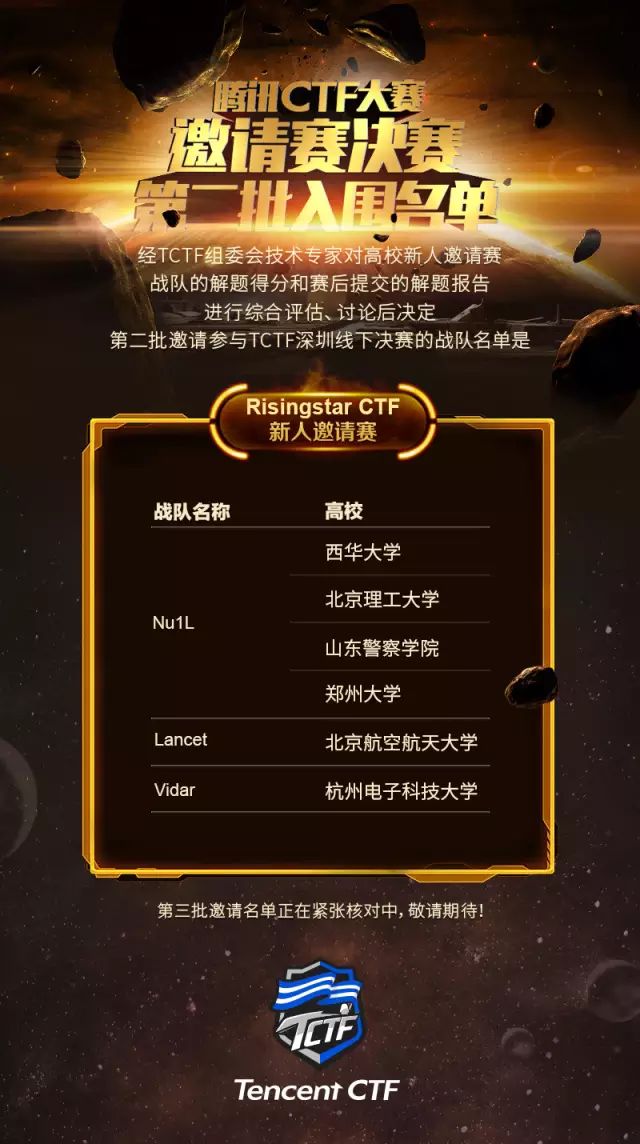 腾讯CTF大赛
邀请赛决赛
第二批入围名单
经TCTF组委会技术专家对高校新人邀请赛
战队的解题得分和赛后提交的解题报告
进行综合评估、讨论后决定
第二批邀请参与TCTF深圳线下决赛的战队名单是
Risingstar CTF
新人邀请赛
战队名称 高校
西华大学
北京理工大学
Nu1L
山东警察学院
郑州大学
Lancet 北京航空航天大学
Vidar 杭州电子科技大学
第三批邀请名单正在紧张核对中，敬请期待！
TCTF
Tencent CTF